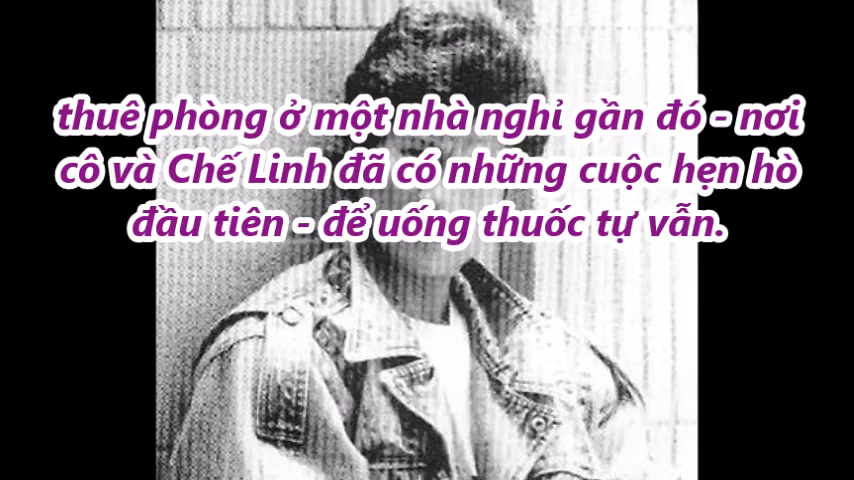 thuê phòng ở một nhà nghỉ gần đó - nơi
cô và Chế Linh đã có những cuộc hẹn hò
đầu tiên - để uống thuốc tự vẫn.